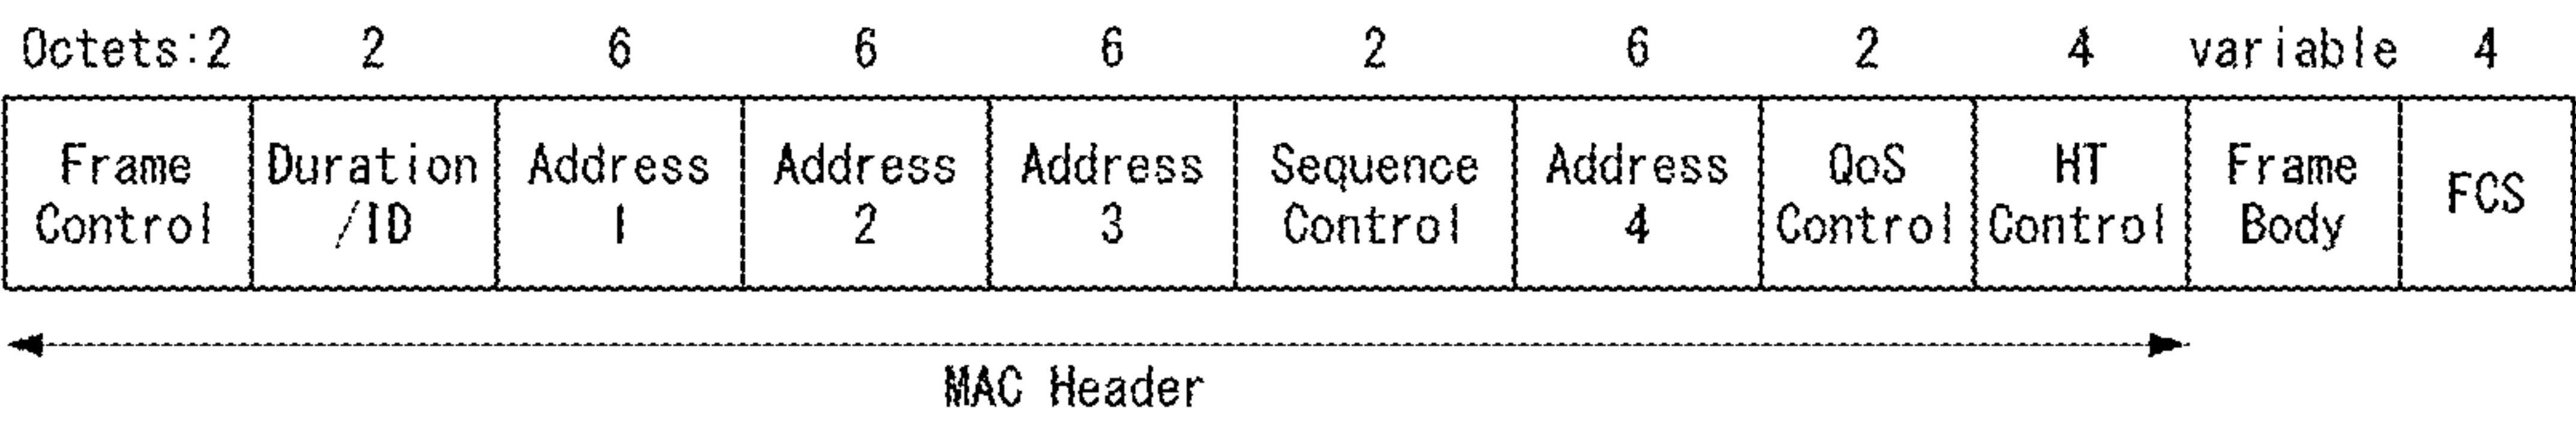 Octets:2 2 6 6 6 2 6 2 4 variable 4
Frame Control
Duration /ID
Address 1
Address 2
Address 3
Sequence Control
Address 4
QoS Control
HT Control
Frame Body
FCS
MAC Header